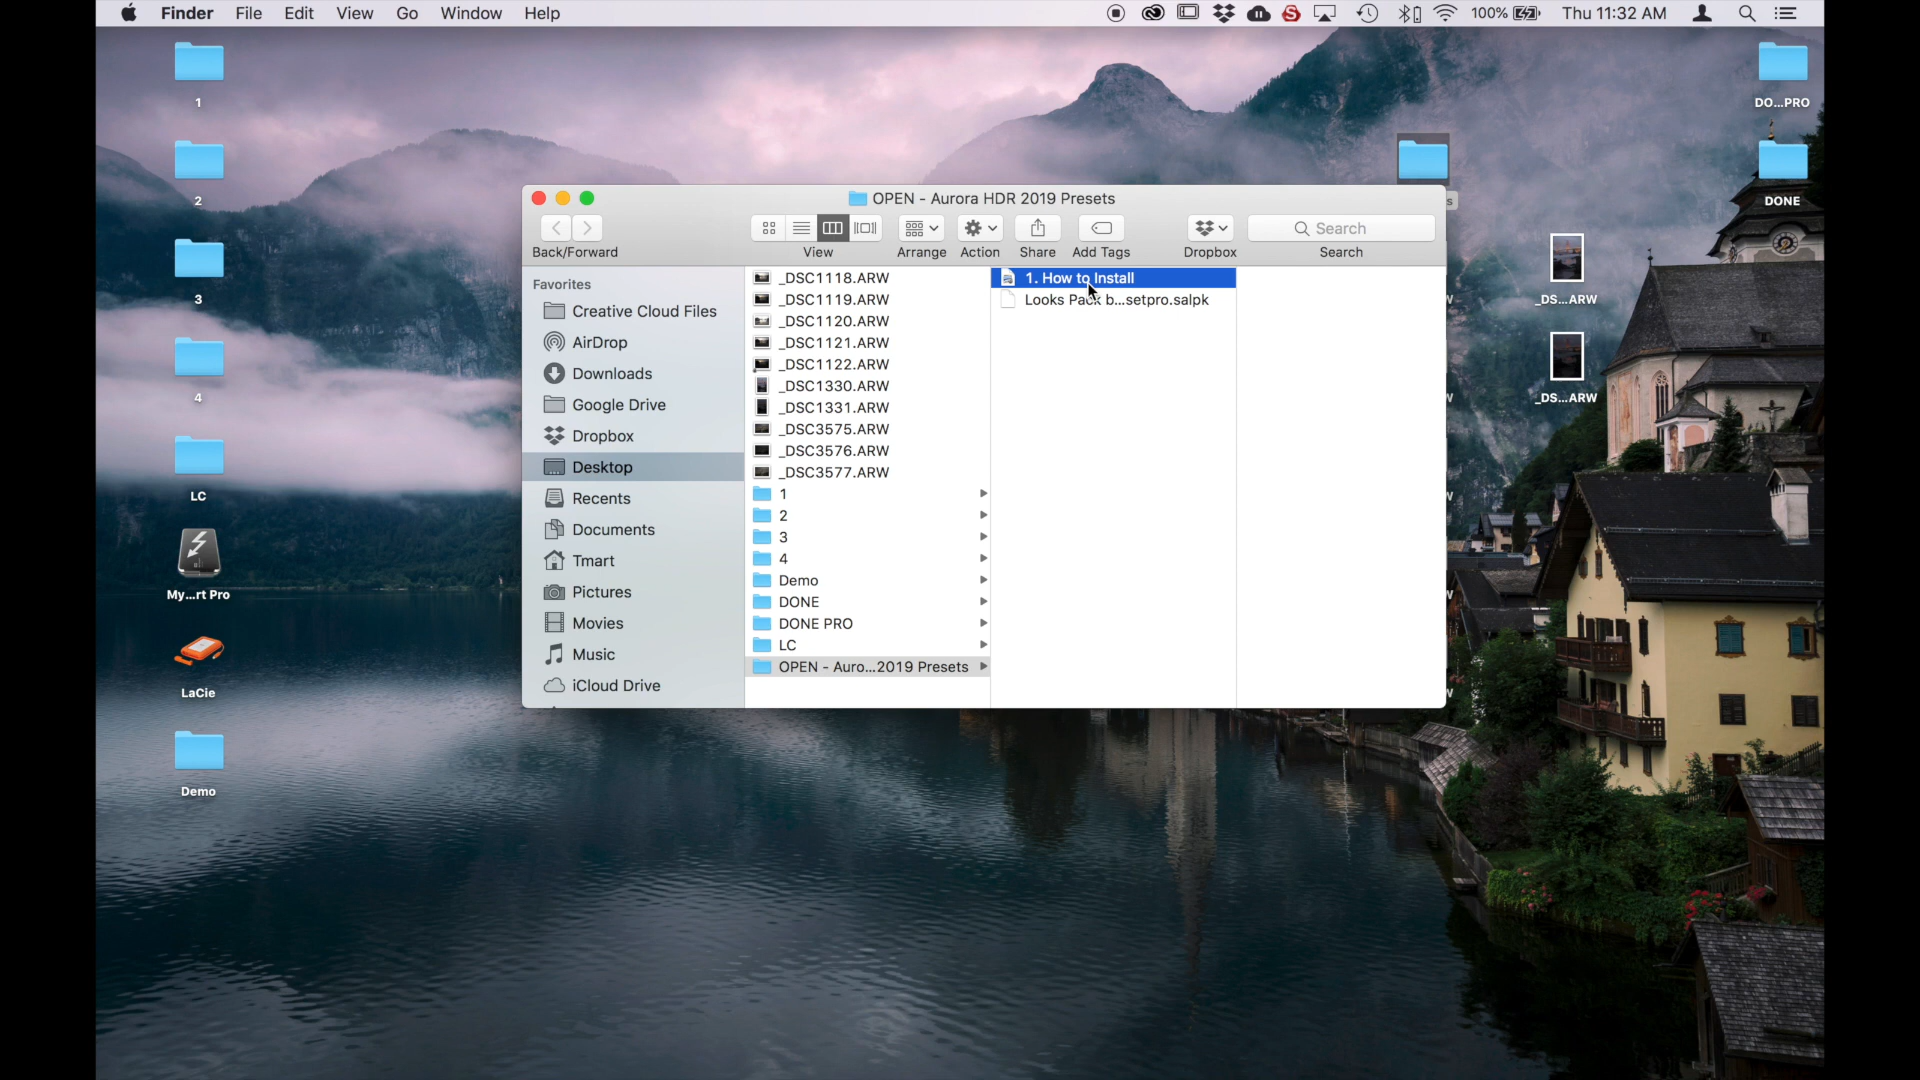 Finder File Edit View Go Window Help 100% Thu 11:32 AM
1
2
3
4
LC
My...rt Pro
LaCie
Demo
DO...PRO
DONE
s
_DS...ARW
_DS...ARW
W
W
W
W
W
OPEN - Aurora HDR 2019 Presets
Search
Back/Forward View Arrange Action Share Add Tags Dropbox Search
Favorites
Creative Cloud Files
AirDrop
Downloads
Google Drive
Dropbox
Desktop
Recents
Documents
Tmart
Pictures
Movies
Music
iCloud Drive
_DSC1118.ARW
_DSC1119.ARW
_DSC1120.ARW
_DSC1121.ARW
_DSC1122.ARW
_DSC1330.ARW
_DSC1331.ARW
_DSC3575.ARW
_DSC3576.ARW
_DSC3577.ARW
1
2
3
4
Demo
DONE
DONE PRO
LC
OPEN - Auro...2019 Presets
1. How to Install
Looks Pack b...setpro.salpk